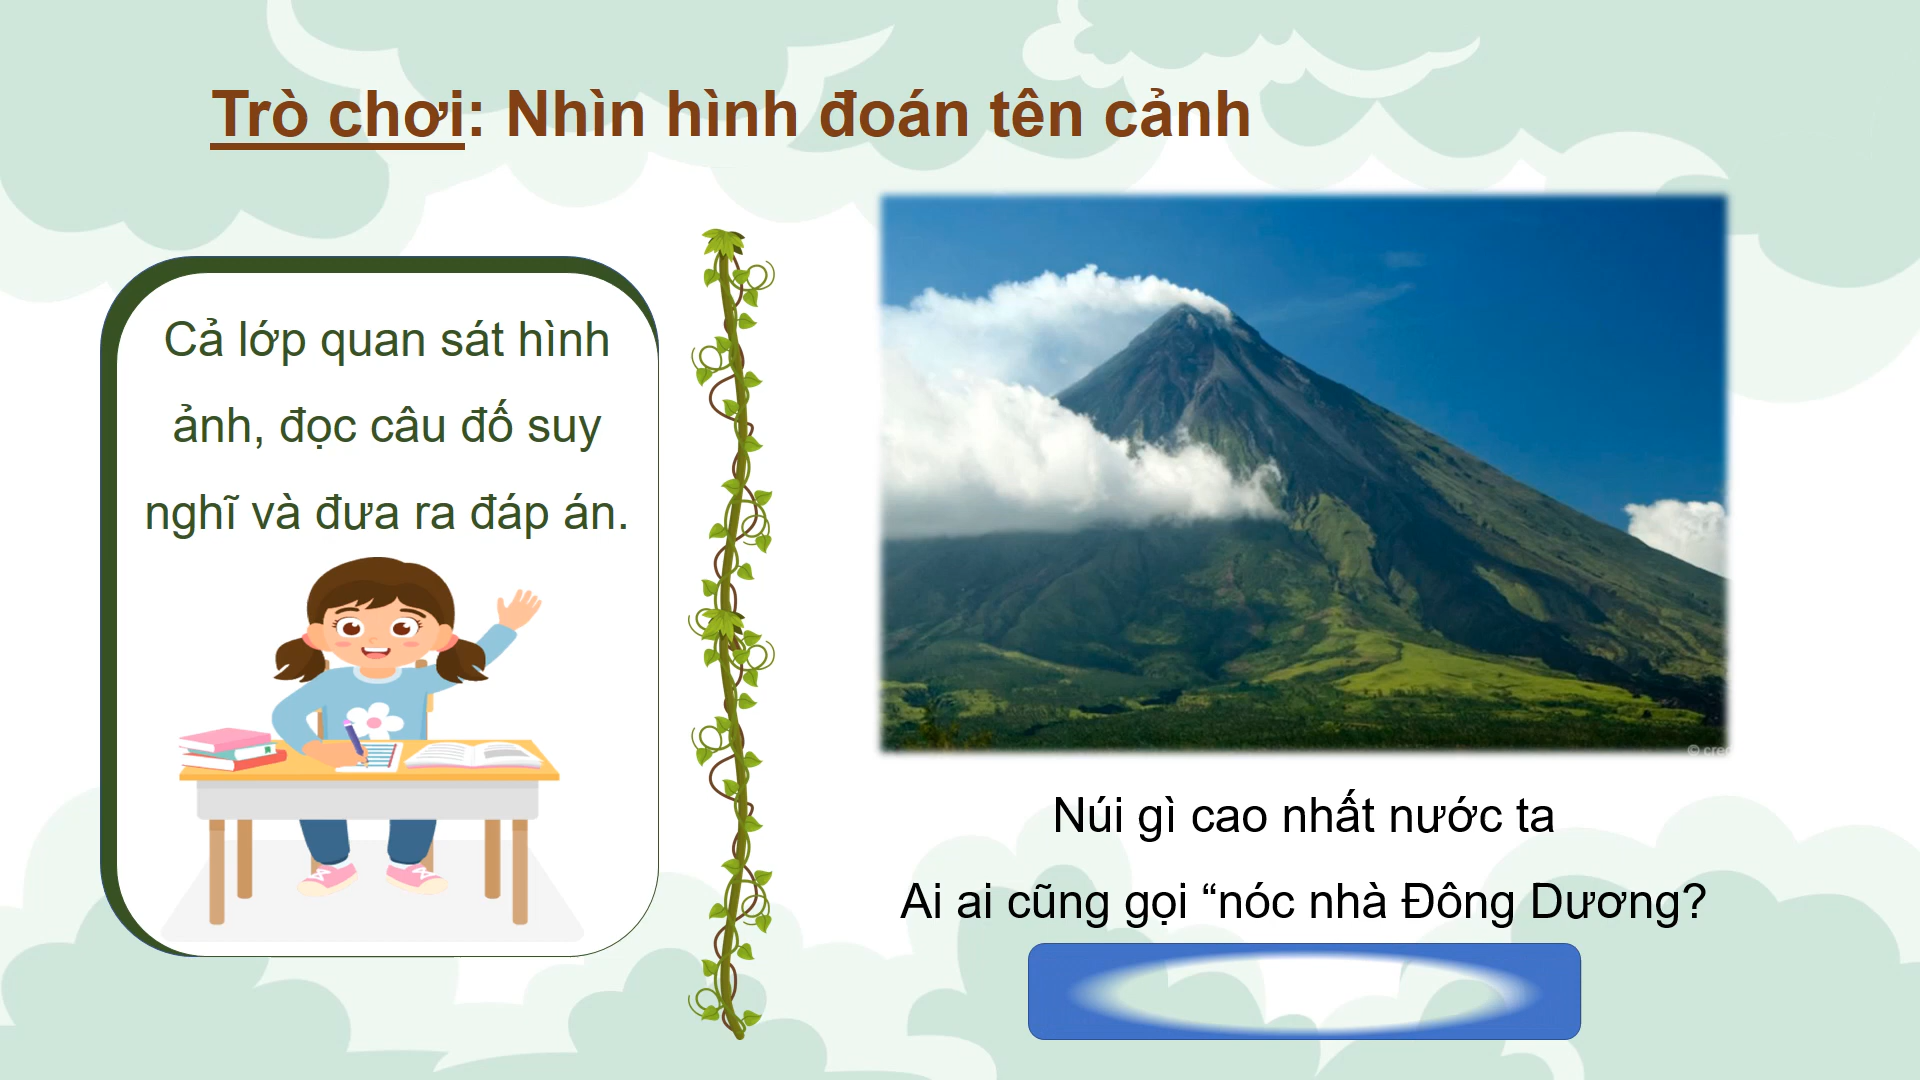 Trò chơi: Nhìn hình đoán tên cảnh
Cả lớp quan sát hình
ảnh, đọc câu đố suy
nghĩ và đưa ra đáp án.
Núi gì cao nhất nước ta
Ai ai cũng gọi “nóc nhà Đông Dương?